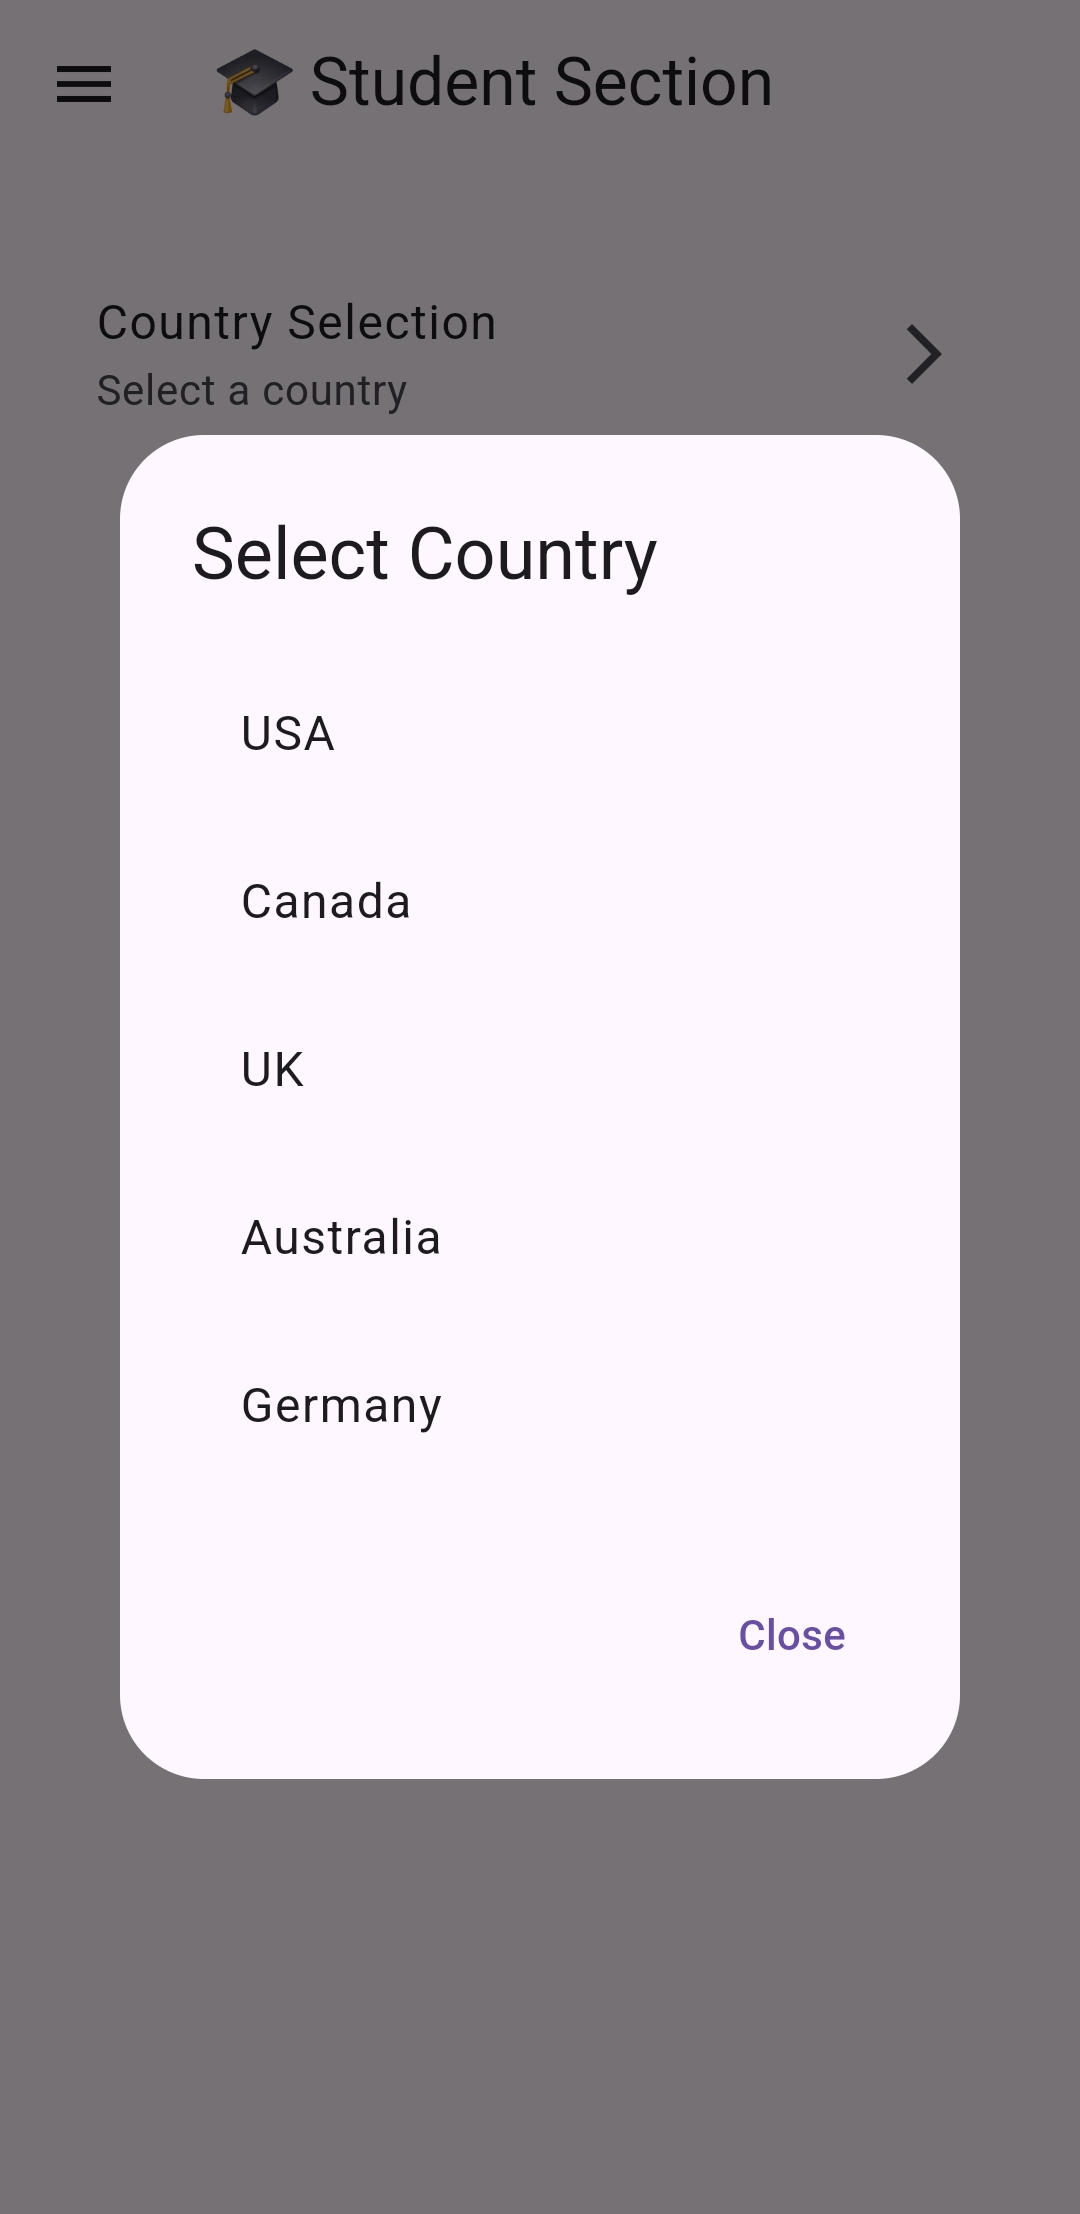 🎓 Student Section
Country Selection
Select a country
Select Country
USA
Canada
UK
Australia
Germany
Close